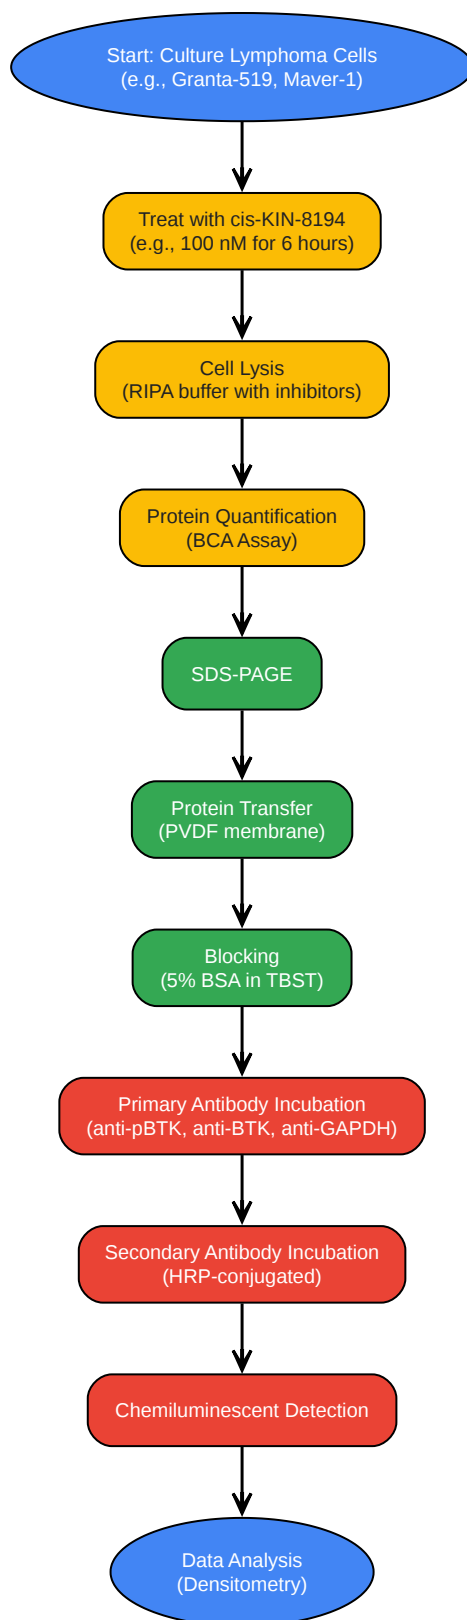 Start: Culture Lymphoma Cells
(e.g., Granta-519, Maver-1)
Treat with cis-KIN-8194
(e.g., 100 nM for 6 hours)
Cell Lysis
(RIPA buffer with inhibitors)
Protein Quantification
(BCA Assay)
SDS-PAGE
Protein Transfer
(PVDF membrane)
Blocking
(5% BSA in TBST)
Primary Antibody Incubation
(anti-pBTK, anti-BTK, anti-GAPDH)
Secondary Antibody Incubation
(HRP-conjugated)
Chemiluminescent Detection
Data Analysis
(Densitometry)